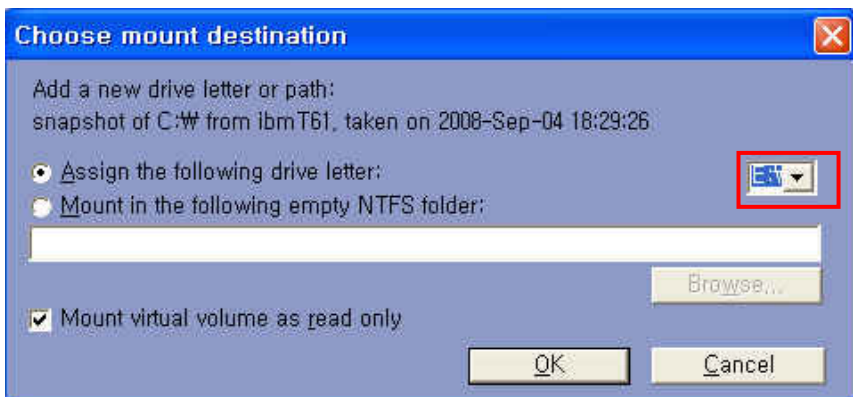 Choose mount destination
Add a new drive letter or path:
snapshot of C:₩ from ibmT61, taken on 2008-Sep-04 18:29:26
Assign the following drive letter:
Mount in the following empty NTFS folder:
Browse...
Mount virtual volume as read only
OK
Cancel